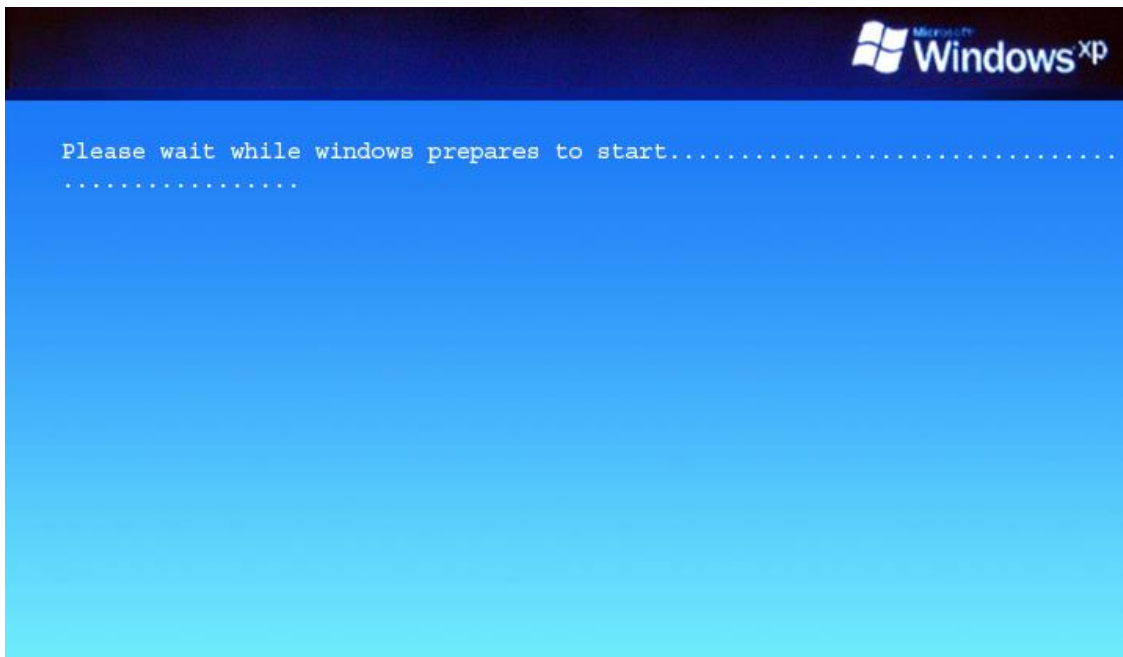 Microsoft
Windows xp
Please wait while windows prepares to start................................
.................